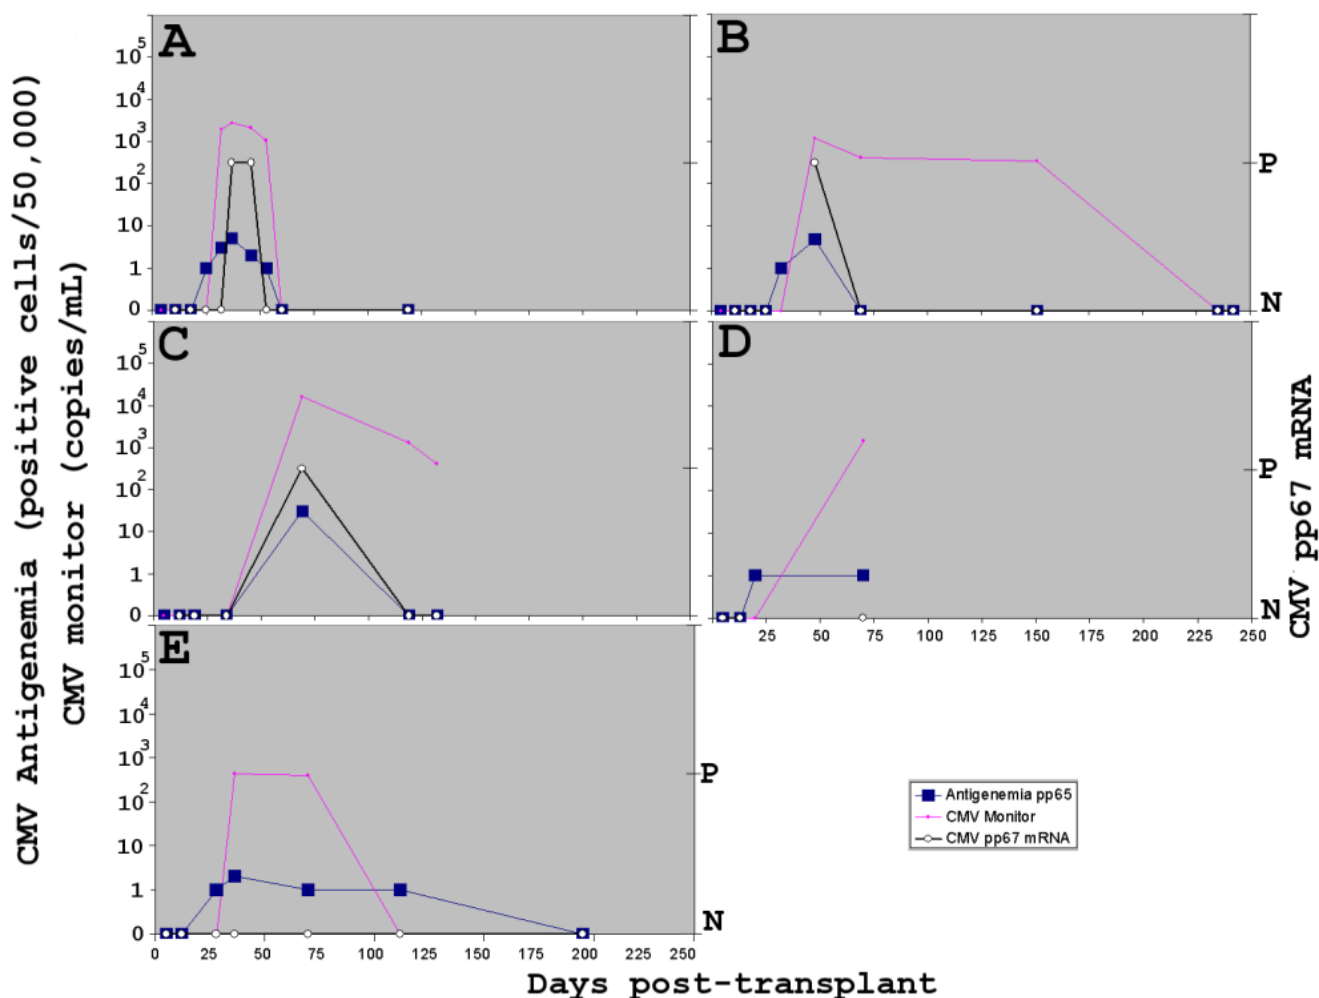 CMV Antigenemia (positive cells/50,000)
CMV monitor (copies/mL)
A
10^5
10^4
10^3
10^2
10
1
0
B
P
N
C
10^5
10^4
10^3
10^2
10
1
0
D
P
N
25 50 75 100 125 150 175 200 225 250
CMV pp67 mRNA
E
10^5
10^4
10^3
10^2
10
1
0
P
N
0 25 50 75 100 125 150 175 200 225 250
Days post-transplant
Antigenemia pp65
CMV Monitor
CMV pp67 mRNA